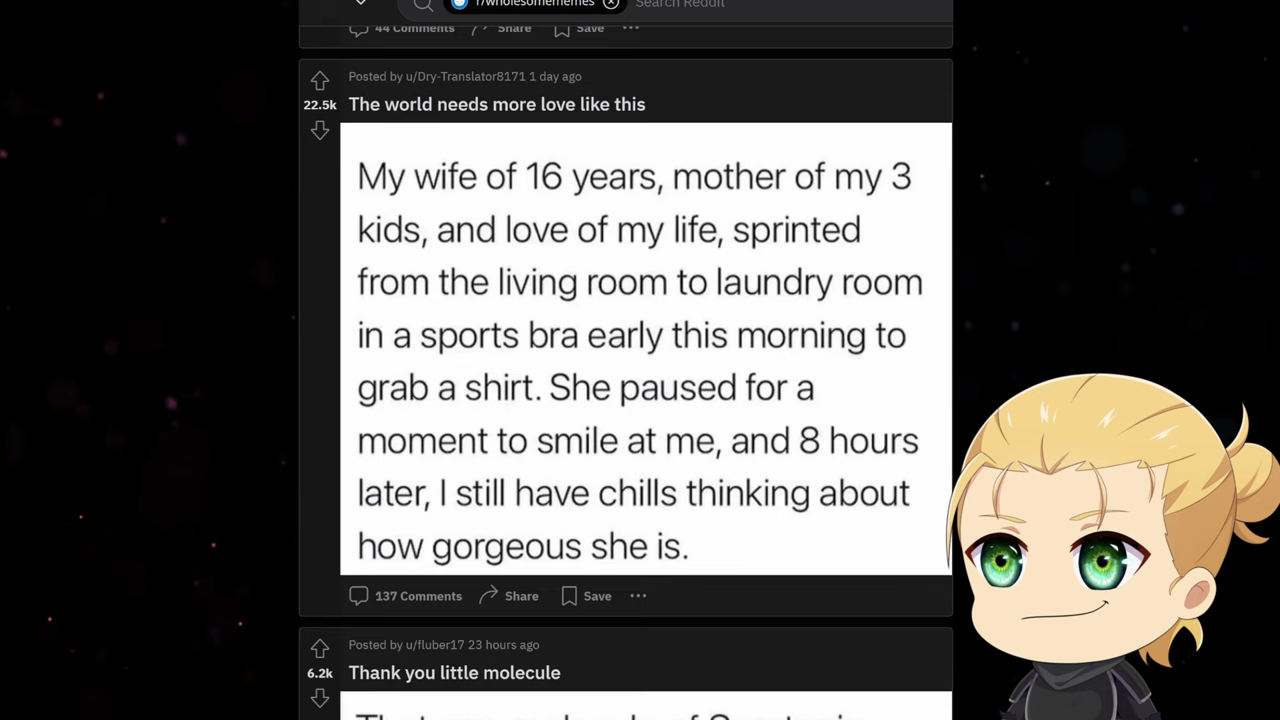 r/wholesomememes
Search Reddit
44 Comments Share Save
Posted by u/Dry-Translator8171 1 day ago
22.5k
The world needs more love like this
My wife of 16 years, mother of my 3
kids, and love of my life, sprinted
from the living room to laundry room
in a sports bra early this morning to
grab a shirt. She paused for a
moment to smile at me, and 8 hours
later, I still have chills thinking about
how gorgeous she is.
137 Comments Share Save
Posted by u/fluber17 23 hours ago
6.2k
Thank you little molecule